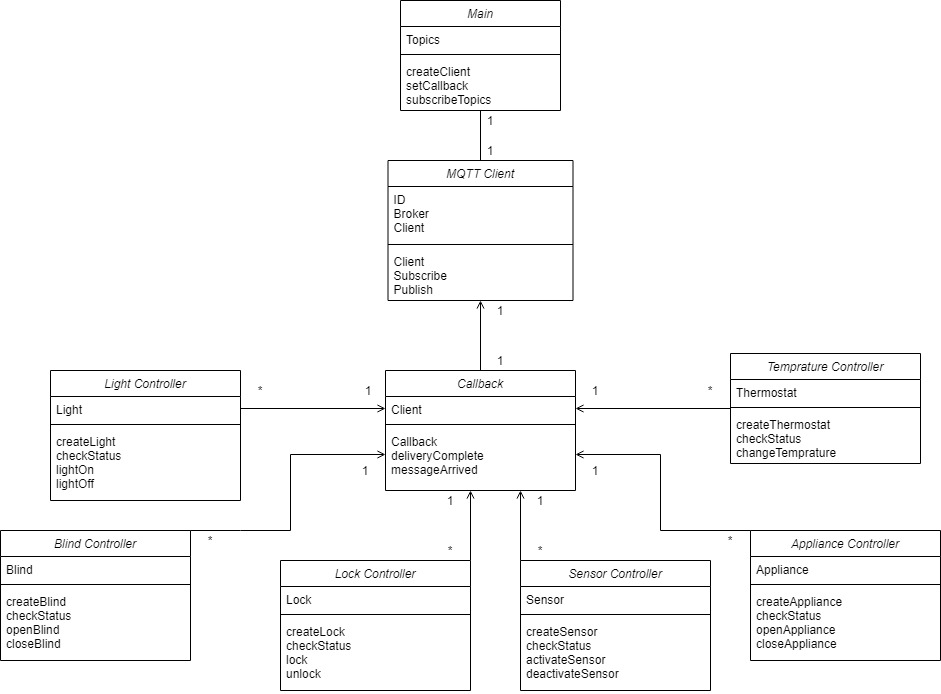 Main
Topics
createClient
setCallback
subscribeTopics
1
1
MQTT Client
ID
Broker
Client
Client
Subscribe
Publish
1
1
Light Controller
Light
createLight
checkStatus
lightOn
lightOff
*
1
Callback
Client
Callback
deliveryComplete
messageArrived
1
*
Temprature Controller
Thermostat
createThermostat
checkStatus
changeTemprature
1
*
1
*
Blind Controller
Blind
createBlind
checkStatus
openBlind
closeBlind
1
*
Lock Controller
Lock
createLock
checkStatus
lock
unlock
1
*
Sensor Controller
Sensor
createSensor
checkStatus
activateSensor
deactivateSensor
Appliance Controller
Appliance
createAppliance
checkStatus
openAppliance
closeAppliance